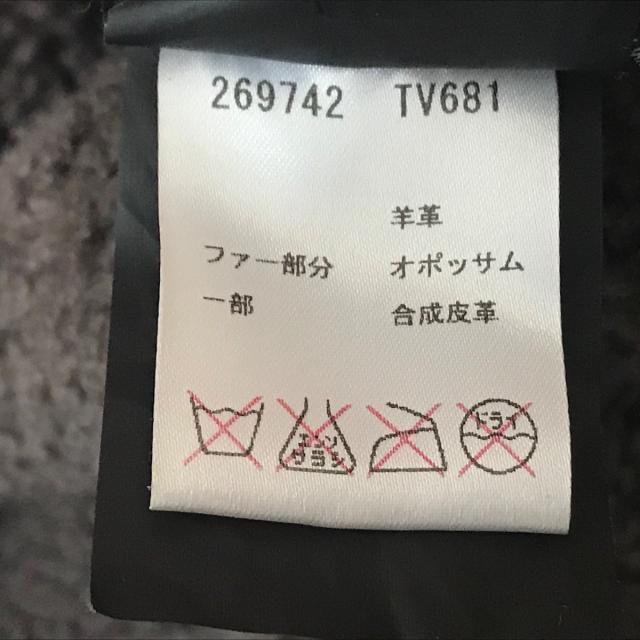 269742 TV681
羊革
ファー部分 オポッサム
一部 合成皮革
エンソ
サラシ
ドライ